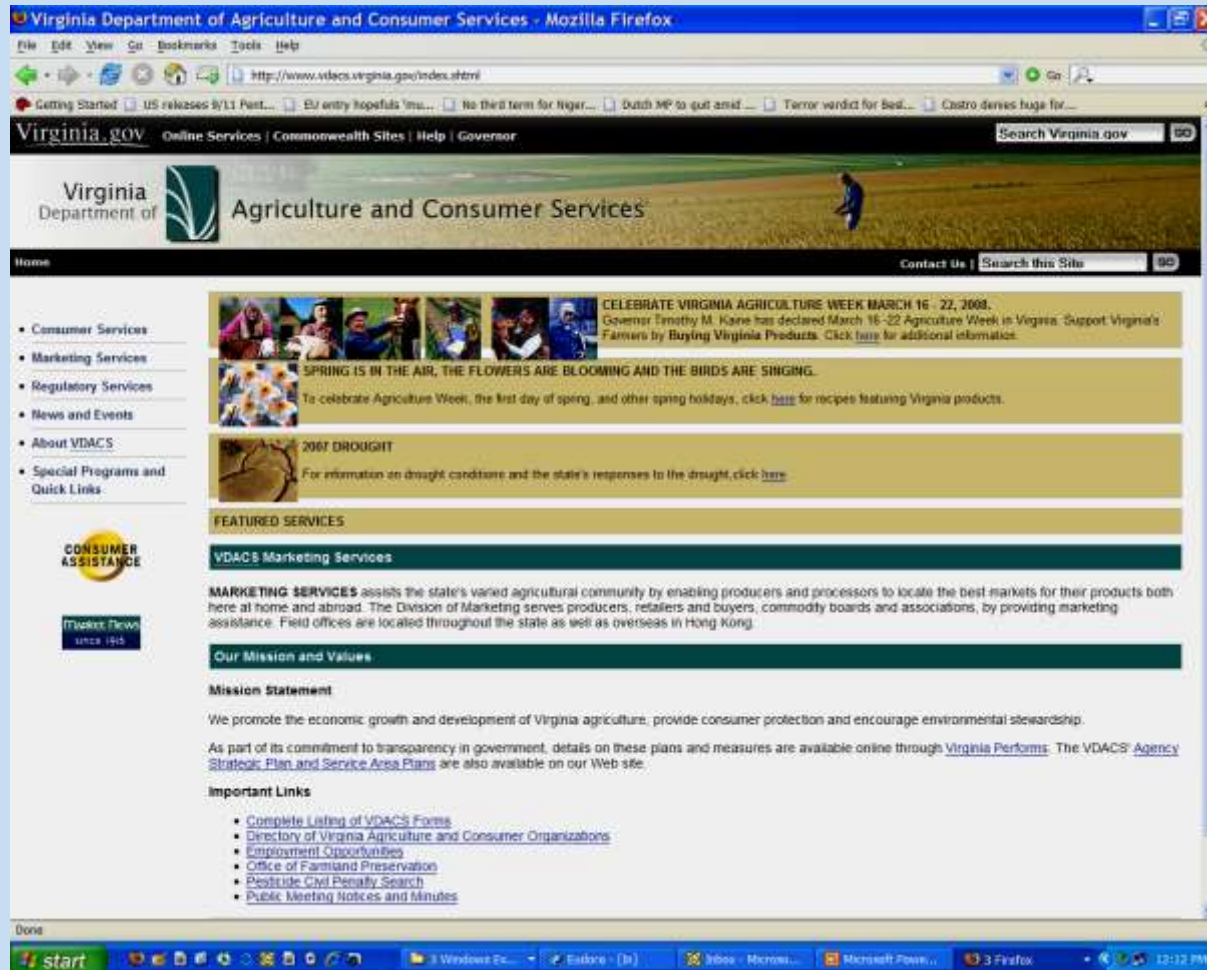 Virginia Department of Agriculture and Consumer Services - Mozilla Firefox
File Edit View Go Bookmarks Tools Help
http://www.vdacs.virginia.gov/index.shtml
Go
Getting Started US releases 9/11 Pent... EU entry hopefuls 'mu... No third term for Niger... Dutch MP to quit amid ... Terror verdict for Basi... Castro denies huge for...
Virginia.gov Online Services | Commonwealth Sites | Help | Governor
Search Virginia.gov GO
Virginia
Department of
Agriculture and Consumer Services
Home
Contact Us | Search this Site GO
CELEBRATE VIRGINIA AGRICULTURE WEEK MARCH 16 - 22, 2008.
Governor Timothy M. Kaine has declared March 16 -22 Agriculture Week in Virginia. Support Virginia's
Farmers by Buying Virginia Products. Click here for additional information.
SPRING IS IN THE AIR, THE FLOWERS ARE BLOOMING AND THE BIRDS ARE SINGING.
To celebrate Agriculture Week, the first day of spring, and other spring holidays, click here for recipes featuring Virginia products.
2007 DROUGHT
For information on drought conditions and the state's responses to the drought,click here
• Consumer Services
• Marketing Services
• Regulatory Services
• News and Events
• About VDACS
• Special Programs and
Quick Links
CONSUMER
ASSISTANCE
Market News
since 1915
FEATURED SERVICES
VDACS Marketing Services
MARKETING SERVICES assists the state's varied agricultural community by enabling producers and processors to locate the best markets for their products both
here at home and abroad. The Division of Marketing serves producers, retailers and buyers, commodity boards and associations, by providing marketing
assistance. Field offices are located throughout the state as well as overseas in Hong Kong.
Our Mission and Values
Mission Statement
We promote the economic growth and development of Virginia agriculture, provide consumer protection and encourage environmental stewardship.
As part of its commitment to transparency in government, details on these plans and measures are available online through Virginia Performs. The VDACS' Agency
Strategic Plan and Service Area Plans are also available on our Web site.
Important Links
• Complete Listing of VDACS Forms
• Directory of Virginia Agriculture and Consumer Organizations
• Employment Opportunities
• Office of Farmland Preservation
• Pesticide Civil Penalty Search
• Public Meeting Notices and Minutes
Done
start 3 Windows Ex... Eudora - [In] Inbox - Microso... Microsoft Powe... 3 Firefox 12:12 PM